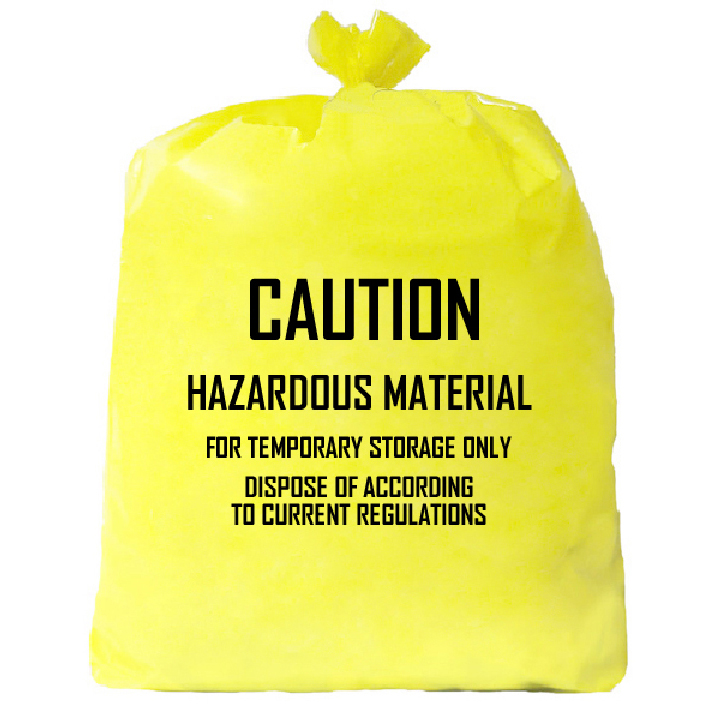 CAUTION
HAZARDOUS MATERIAL
FOR TEMPORARY STORAGE ONLY
DISPOSE OF ACCORDING
TO CURRENT REGULATIONS